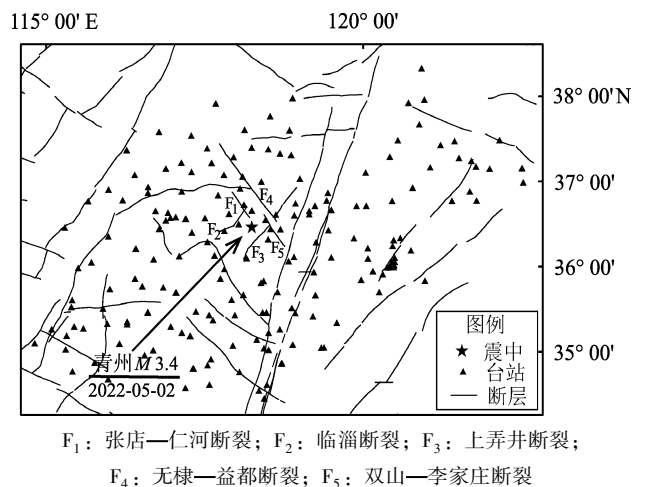 115° 00′ E 120° 00′
38° 00′N
37° 00′
36° 00′
35° 00′
F₁
F₄
F₂
F₃
F₅
青州 M 3.4
2022-05-02
图例
震中
台站
断层
F₁：张店—仁河断裂；F₂：临淄断裂；F₃：上弄井断裂；
F₄：无棣—益都断裂；F₅：双山—李家庄断裂